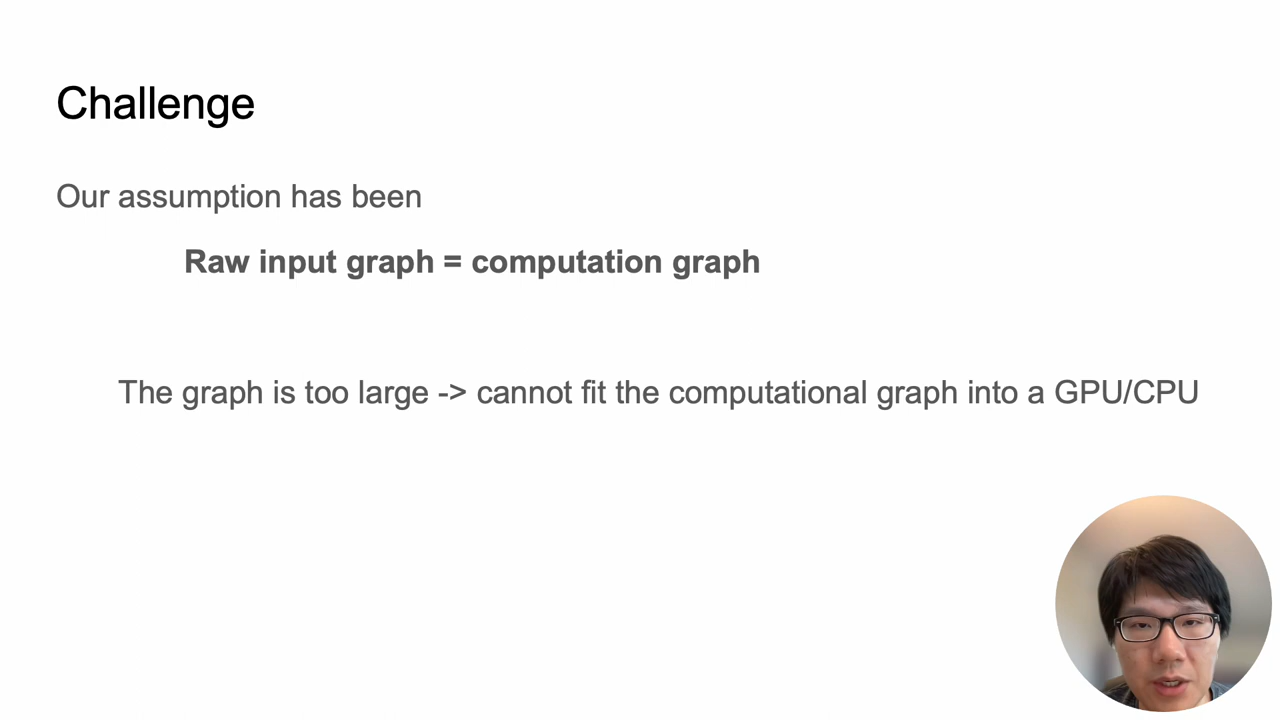 Challenge
Our assumption has been
Raw input graph = computation graph
The graph is too large -> cannot fit the computational graph into a GPU/CPU